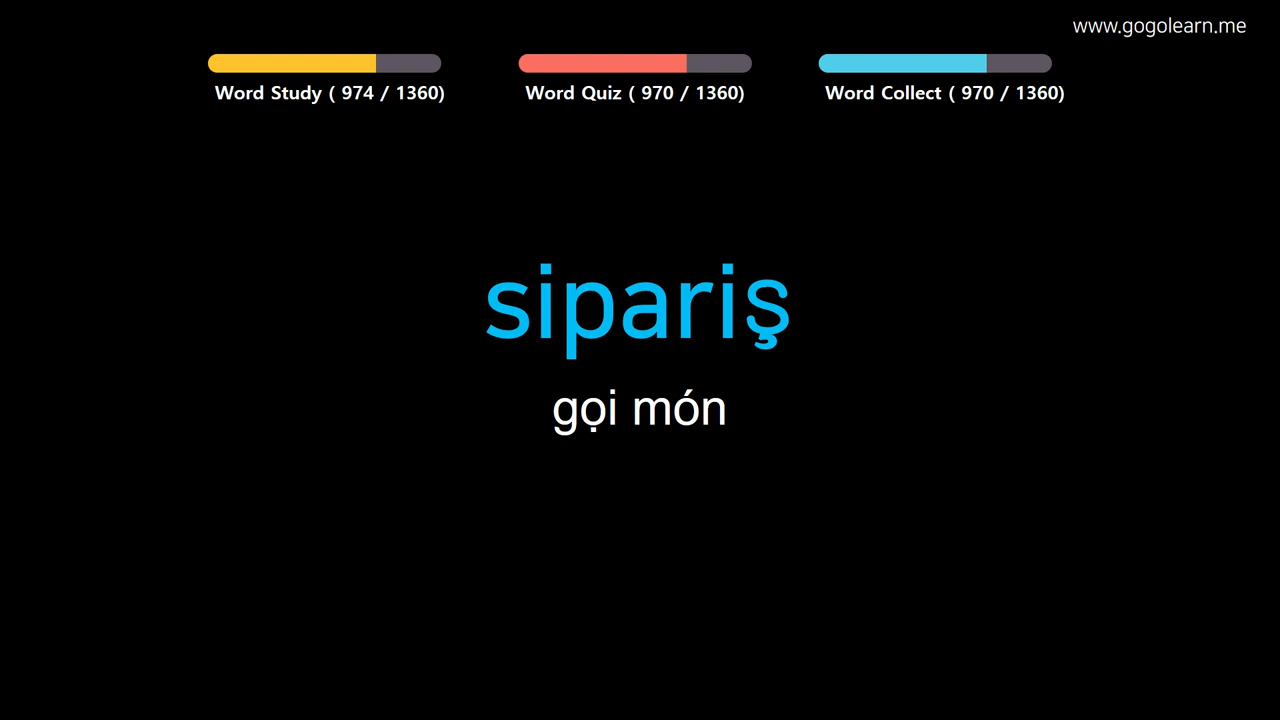 www.gogolearn.me
Word Study ( 974 / 1360)
Word Quiz ( 970 / 1360)
Word Collect ( 970 / 1360)
sipariş
gọi món